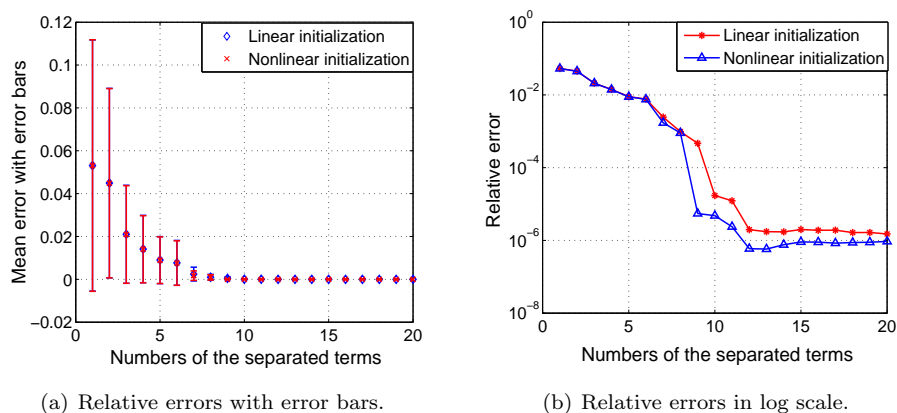 0.12
0.1
0.08
0.06
0.04
0.02
0
−0.02
0 5 10 15 20
Mean error with error bars
Numbers of the separated terms
Linear initialization
Nonlinear initialization
(a) Relative errors with error bars.
10^0
10^−2
10^−4
10^−6
10^−8
0 5 10 15 20
Relative error
Numbers of the separated terms
Linear initialization
Nonlinear initialization
(b) Relative errors in log scale.